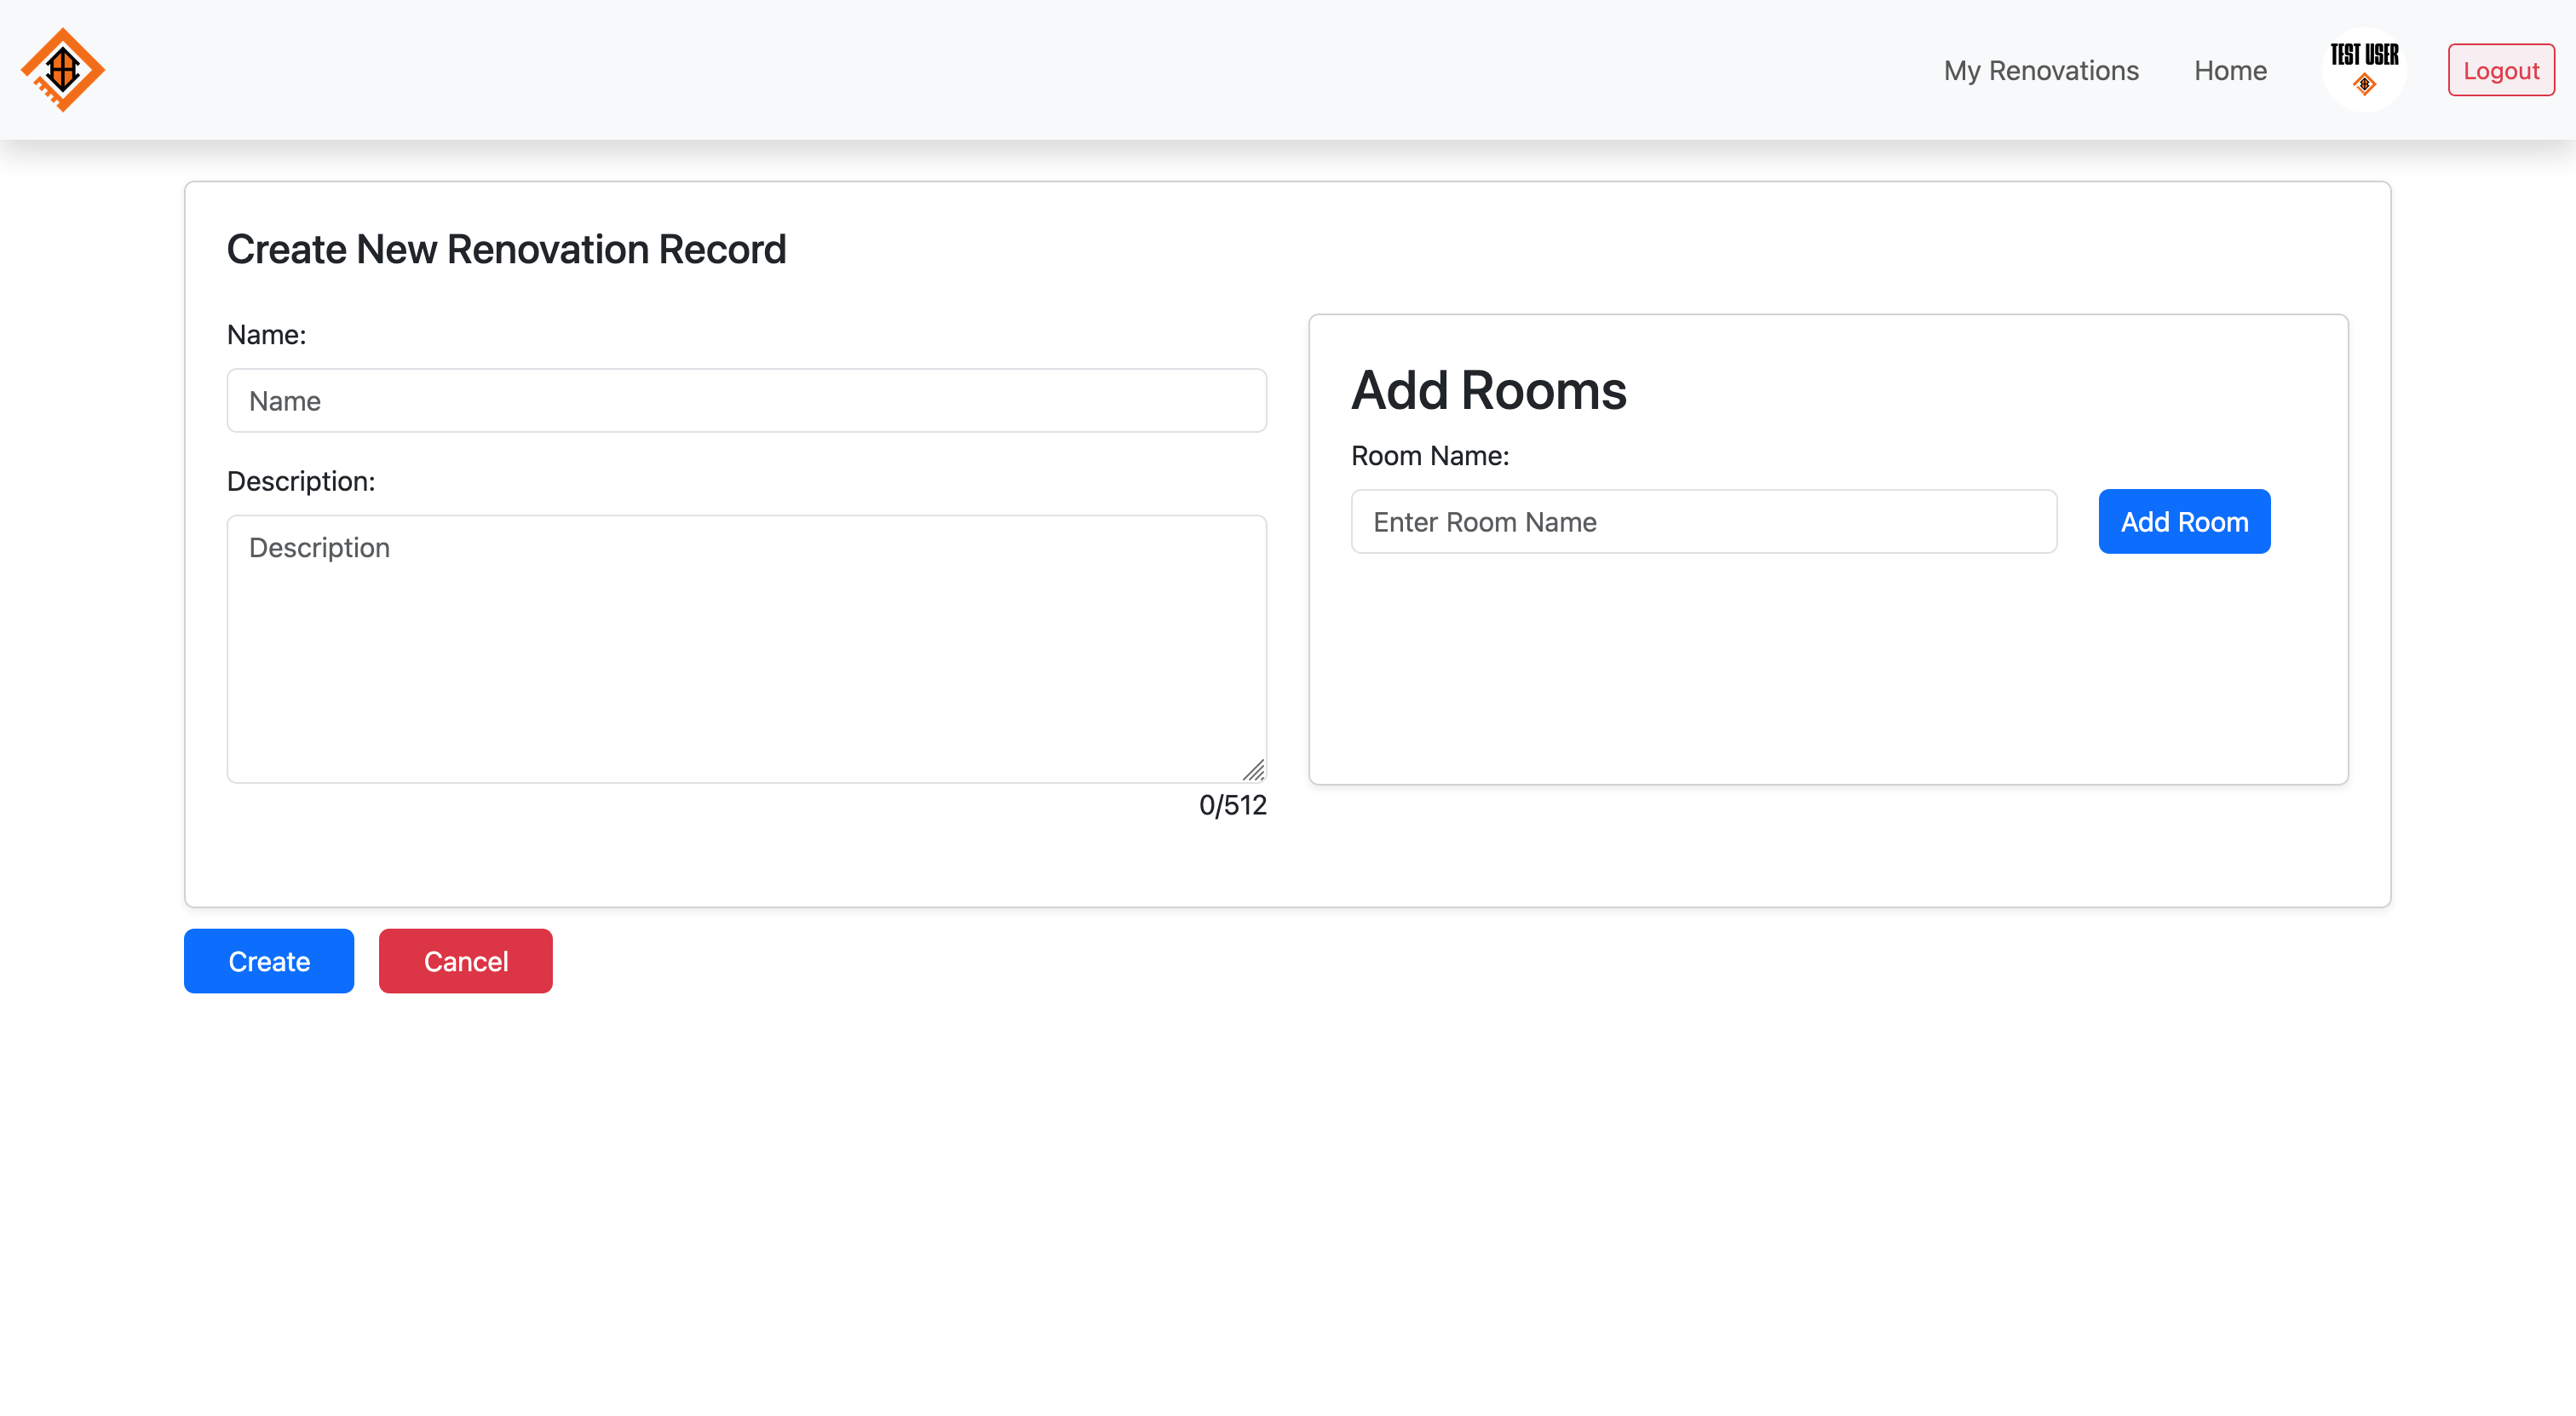 My Renovations
Home
TEST USER
Logout
Create New Renovation Record
Name:
Name
Description:
Description
0/512
Add Rooms
Room Name:
Enter Room Name
Add Room
Create
Cancel